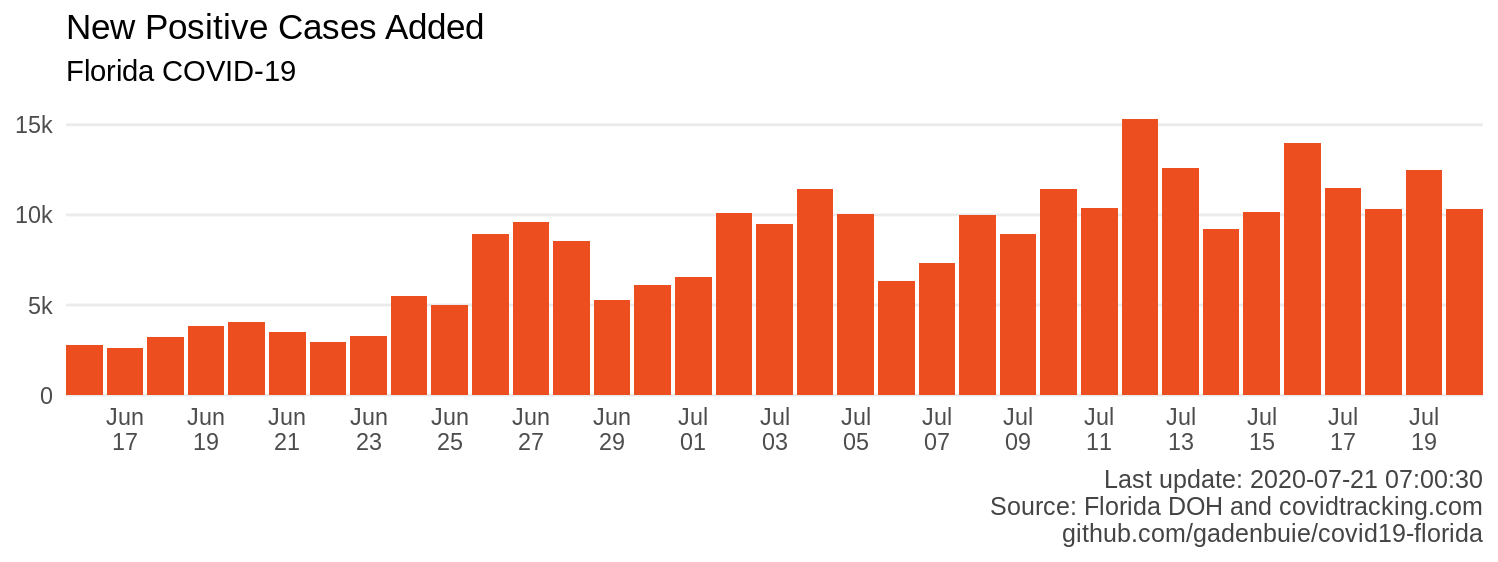 New Positive Cases Added
Florida COVID-19
15k
10k
5k
0
Jun Jun Jun Jun Jun Jun Jun Jul Jul Jul Jul Jul Jul Jul Jul Jul Jul
17 19 21 23 25 27 29 01 03 05 07 09 11 13 15 17 19
Last update: 2020-07-21 07:00:30
Source: Florida DOH and covidtracking.com
github.com/gadenbuie/covid19-florida